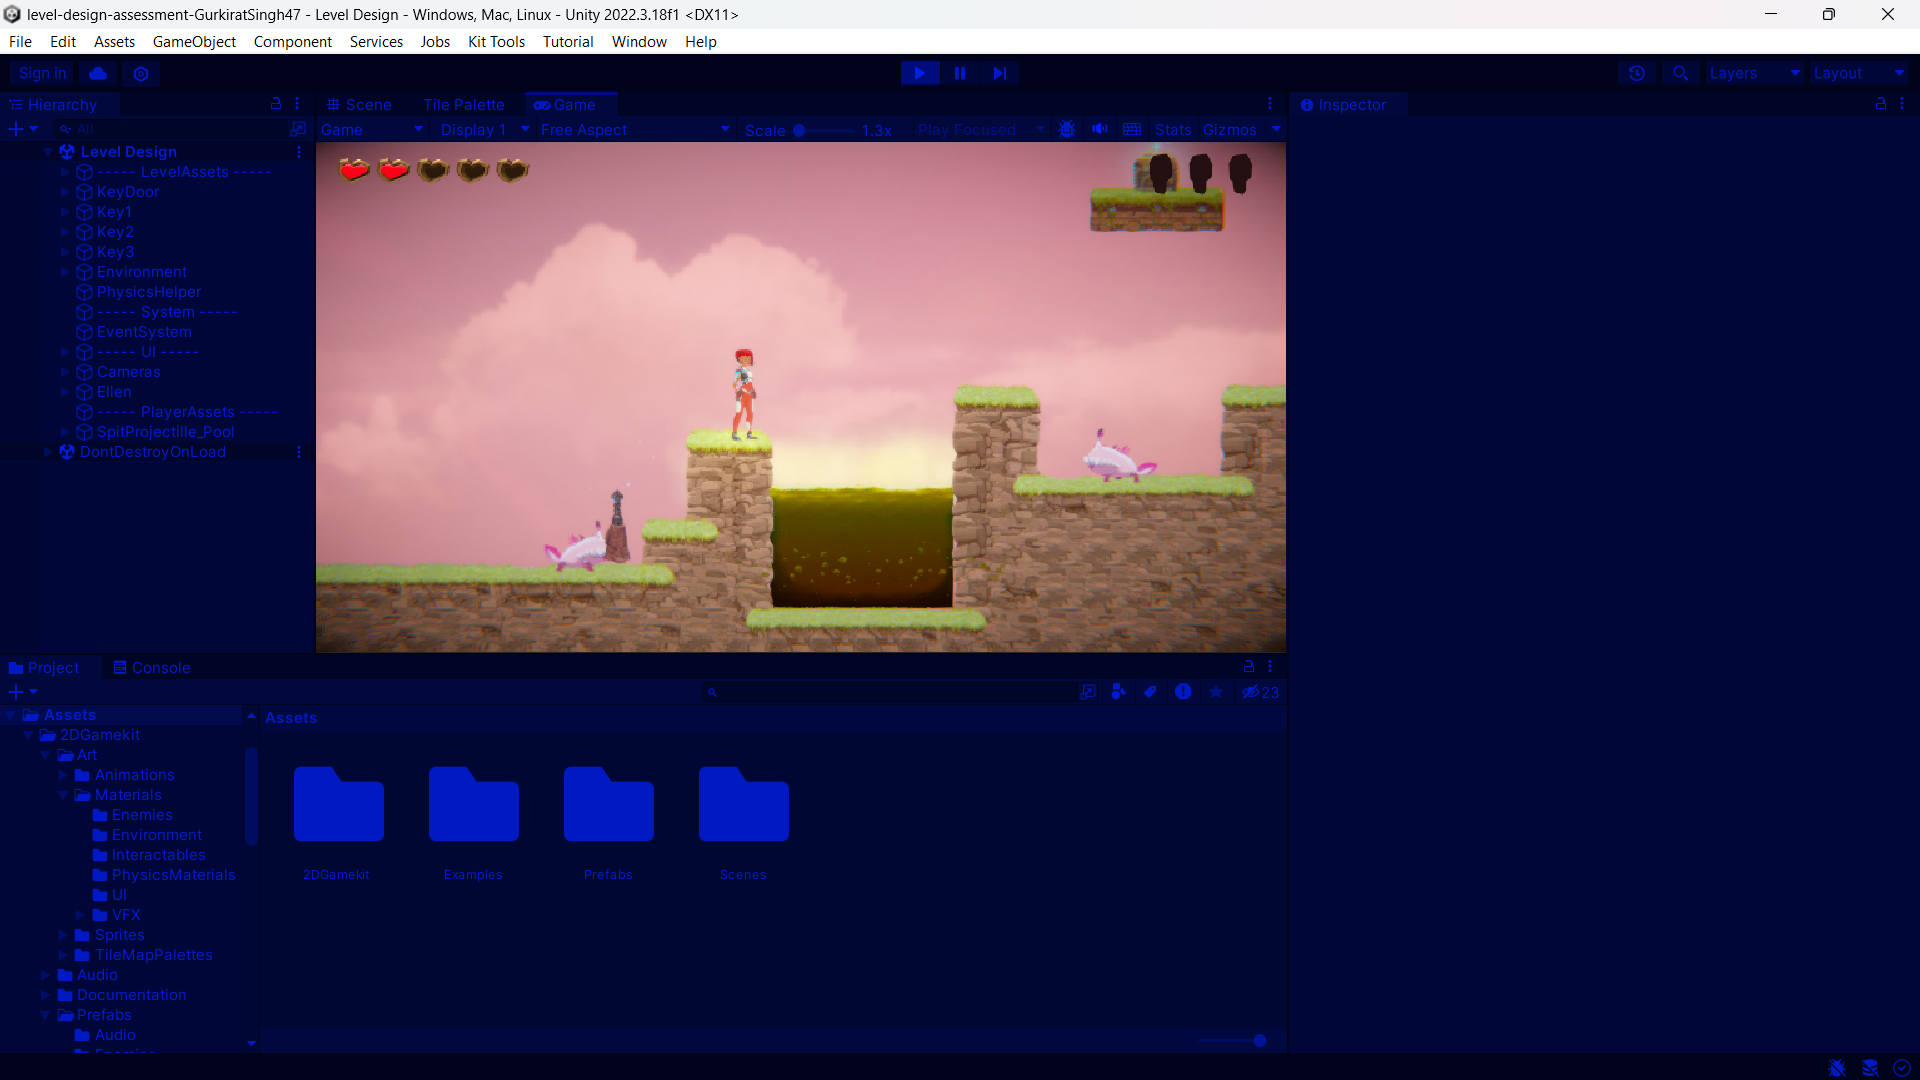 level-design-assessment-GurkiratSingh47 - Level Design - Windows, Mac, Linux - Unity 2022.3.18f1 <DX11>
File Edit Assets GameObject Component Services Jobs Kit Tools Tutorial Window Help
Sign in Layers Layout
Hierarchy Scene Tile Palette Game Inspector
All Game Display 1 Free Aspect Scale 1.3x Play Focused Stats Gizmos
Level Design
----- LevelAssets -----
KeyDoor
Key1
Key2
Key3
Environment
PhysicsHelper
----- System -----
EventSystem
----- UI -----
Cameras
Ellen
----- PlayerAssets -----
SpitProjectille_Pool
DontDestroyOnLoad
Project Console
23
Assets
2DGamekit
Art
Animations
Materials
Enemies
Environment
Interactables
PhysicsMaterials
UI
VFX
Sprites
TileMapPalettes
Audio
Documentation
Prefabs
Audio
Enemies
Assets
2DGamekit Examples Prefabs Scenes